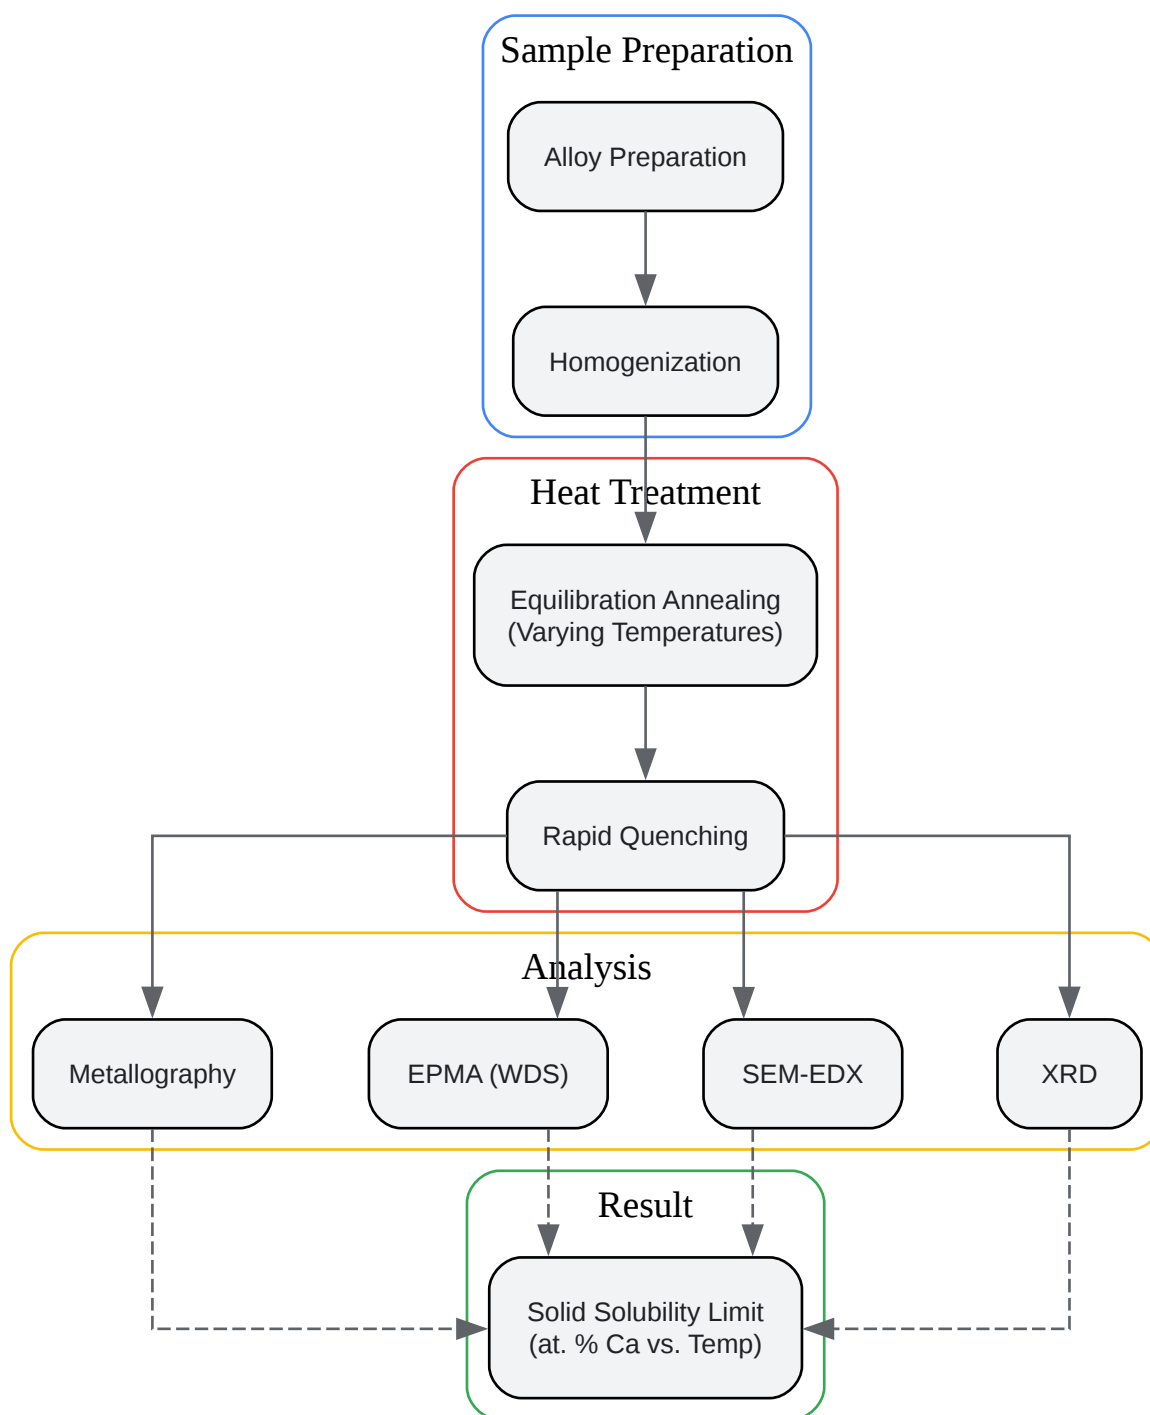 Sample Preparation
Alloy Preparation
Homogenization
Heat Treatment
Equilibration Annealing
(Varying Temperatures)
Rapid Quenching
Analysis
Metallography
EPMA (WDS)
SEM-EDX
XRD
Result
Solid Solubility Limit
(at. % Ca vs. Temp)